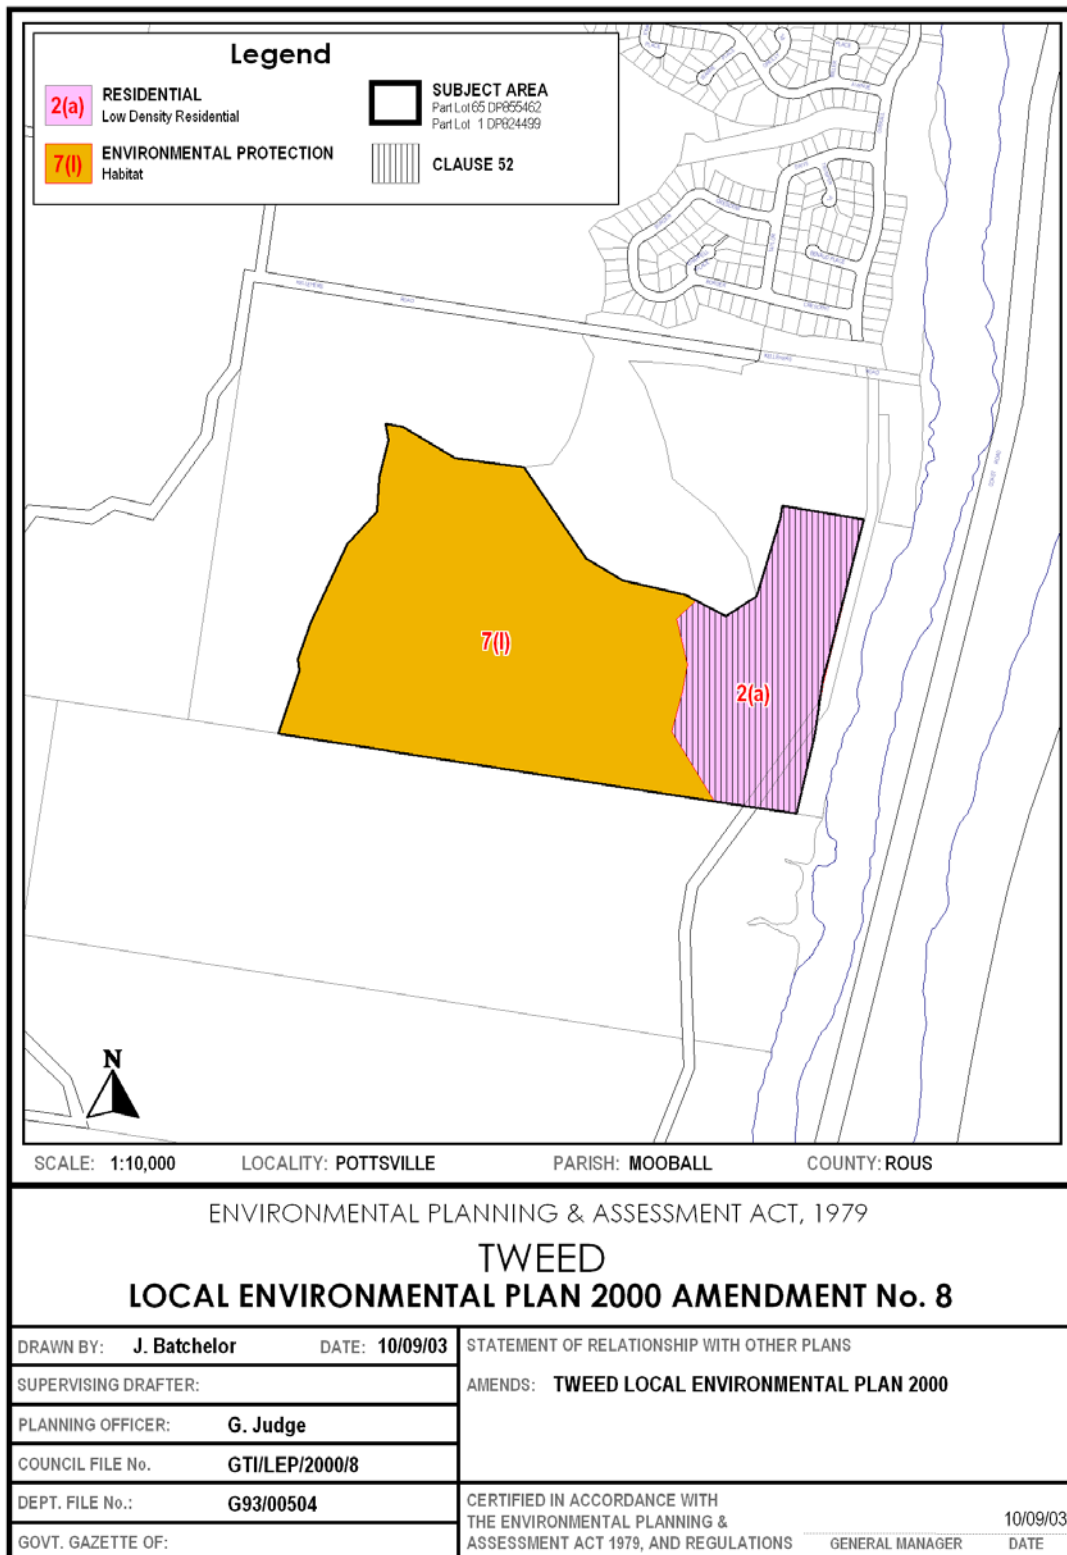 Legend
2(a)
RESIDENTIAL
Low Density Residential
SUBJECT AREA
Part Lot 65 DP855462
Part Lot 1 DP824499
7(l)
ENVIRONMENTAL PROTECTION
Habitat
CLAUSE 52
ROAD
KELLEHERS
ROAD
COAST ROAD
7(l)
2(a)
N
SCALE: 1:10,000
LOCALITY: POTTSVILLE
PARISH: MOOBALL
COUNTY: ROUS
ENVIRONMENTAL PLANNING & ASSESSMENT ACT, 1979
TWEED
LOCAL ENVIRONMENTAL PLAN 2000 AMENDMENT No. 8
DRAWN BY: J. Batchelor DATE: 10/09/03
SUPERVISING DRAFTER:
PLANNING OFFICER: G. Judge
COUNCIL FILE No. GTI/LEP/2000/8
DEPT. FILE No.: G93/00504
GOVT. GAZETTE OF:
STATEMENT OF RELATIONSHIP WITH OTHER PLANS
AMENDS: TWEED LOCAL ENVIRONMENTAL PLAN 2000
CERTIFIED IN ACCORDANCE WITH
THE ENVIRONMENTAL PLANNING &
ASSESSMENT ACT 1979, AND REGULATIONS
10/09/03
GENERAL MANAGER DATE